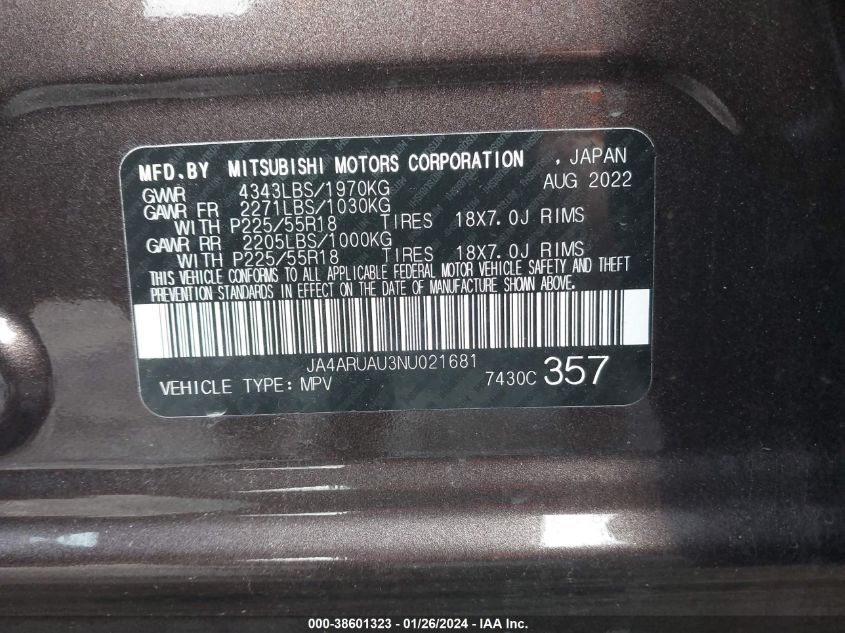 MFD.BY MITSUBISHI MOTORS CORPORATION , JAPAN
GVWR 4343LBS/1970KG AUG 2022
GAWR FR 2271LBS/1030KG
WITH P225/55R18 TIRES 18X7.0J RIMS
GAWR RR 2205LBS/1000KG
WITH P225/55R18 TIRES 18X7.0J RIMS
THIS VEHICLE CONFORMS TO ALL APPLICABLE FEDERAL MOTOR VEHICLE SAFETY AND THEFT
PREVENTION STANDARDS IN EFFECT ON THE DATE OF MANUFACTURE SHOWN ABOVE.
JA4ARUAU3NU021681
VEHICLE TYPE: MPV 7430C 357
000-38601323 - 01/26/2024 - IAAI.COM